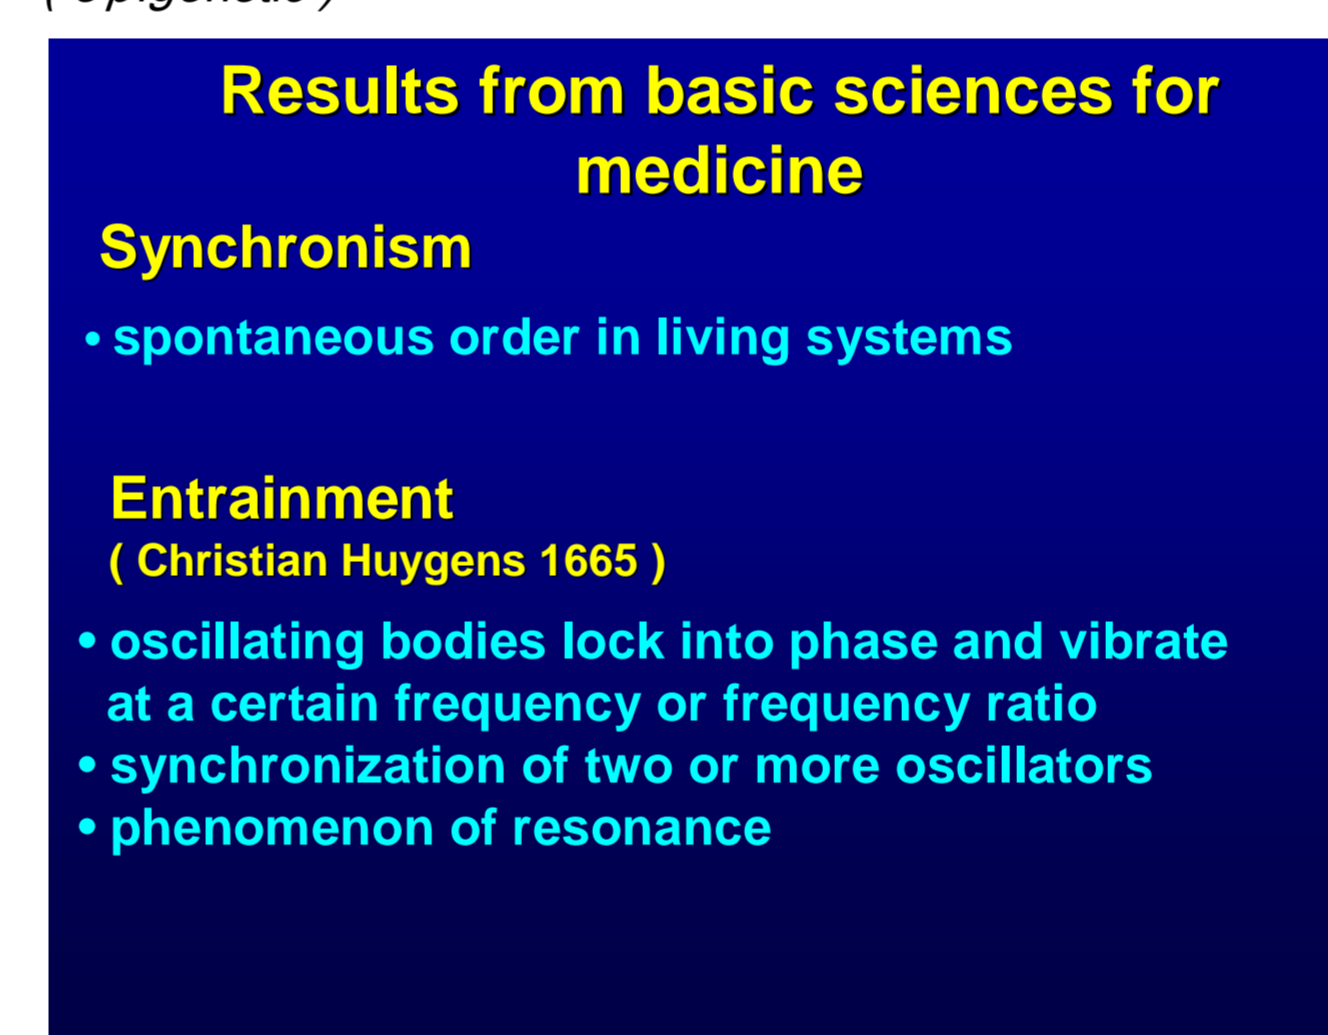 ( epigenetic )
Results from basic sciences for
medicine
Synchronism
• spontaneous order in living systems
Entrainment
( Christian Huygens 1665 )
• oscillating bodies lock into phase and vibrate
at a certain frequency or frequency ratio
• synchronization of two or more oscillators
• phenomenon of resonance